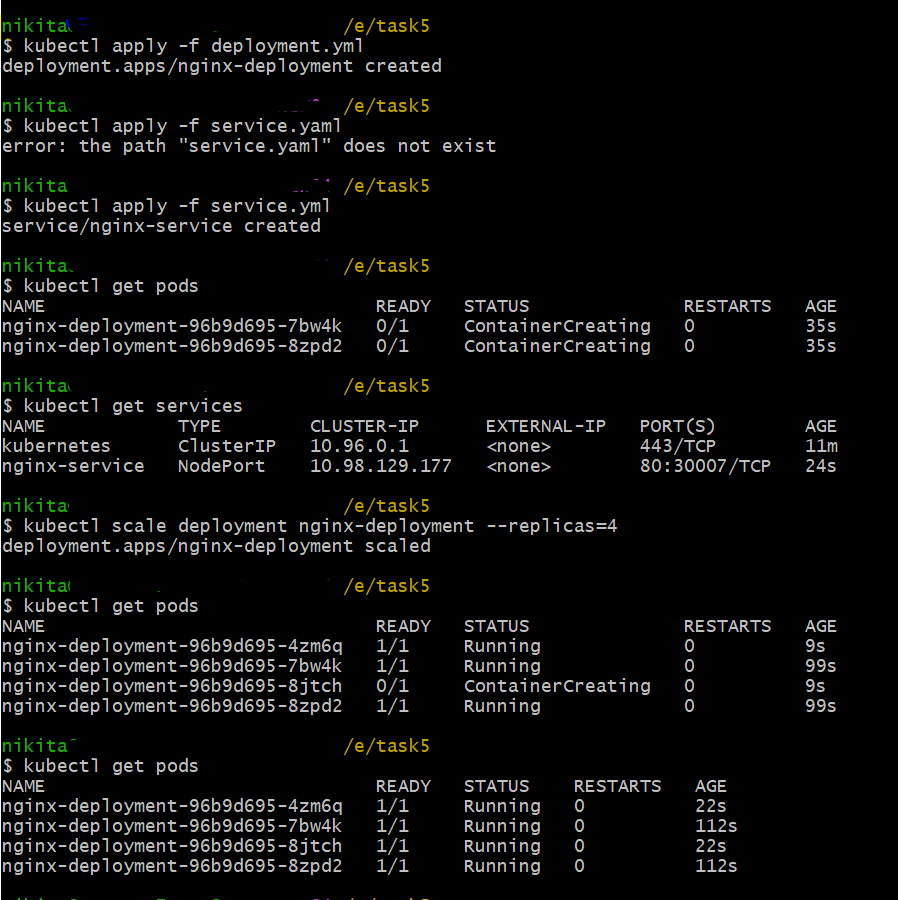 nikita /e/task5
$ kubectl apply -f deployment.yml
deployment.apps/nginx-deployment created
nikita /e/task5
$ kubectl apply -f service.yaml
error: the path "service.yaml" does not exist
nikita /e/task5
$ kubectl apply -f service.yml
service/nginx-service created
nikita /e/task5
$ kubectl get pods
NAME READY STATUS RESTARTS AGE
nginx-deployment-96b9d695-7bw4k 0/1 ContainerCreating 0 35s
nginx-deployment-96b9d695-8zpd2 0/1 ContainerCreating 0 35s
nikita /e/task5
$ kubectl get services
NAME TYPE CLUSTER-IP EXTERNAL-IP PORT(S) AGE
kubernetes ClusterIP 10.96.0.1 <none> 443/TCP 11m
nginx-service NodePort 10.98.129.177 <none> 80:30007/TCP 24s
nikita /e/task5
$ kubectl scale deployment nginx-deployment --replicas=4
deployment.apps/nginx-deployment scaled
nikita /e/task5
$ kubectl get pods
NAME READY STATUS RESTARTS AGE
nginx-deployment-96b9d695-4zm6q 1/1 Running 0 9s
nginx-deployment-96b9d695-7bw4k 1/1 Running 0 99s
nginx-deployment-96b9d695-8jtch 0/1 ContainerCreating 0 9s
nginx-deployment-96b9d695-8zpd2 1/1 Running 0 99s
nikita /e/task5
$ kubectl get pods
NAME READY STATUS RESTARTS AGE
nginx-deployment-96b9d695-4zm6q 1/1 Running 0 22s
nginx-deployment-96b9d695-7bw4k 1/1 Running 0 112s
nginx-deployment-96b9d695-8jtch 1/1 Running 0 22s
nginx-deployment-96b9d695-8zpd2 1/1 Running 0 112s